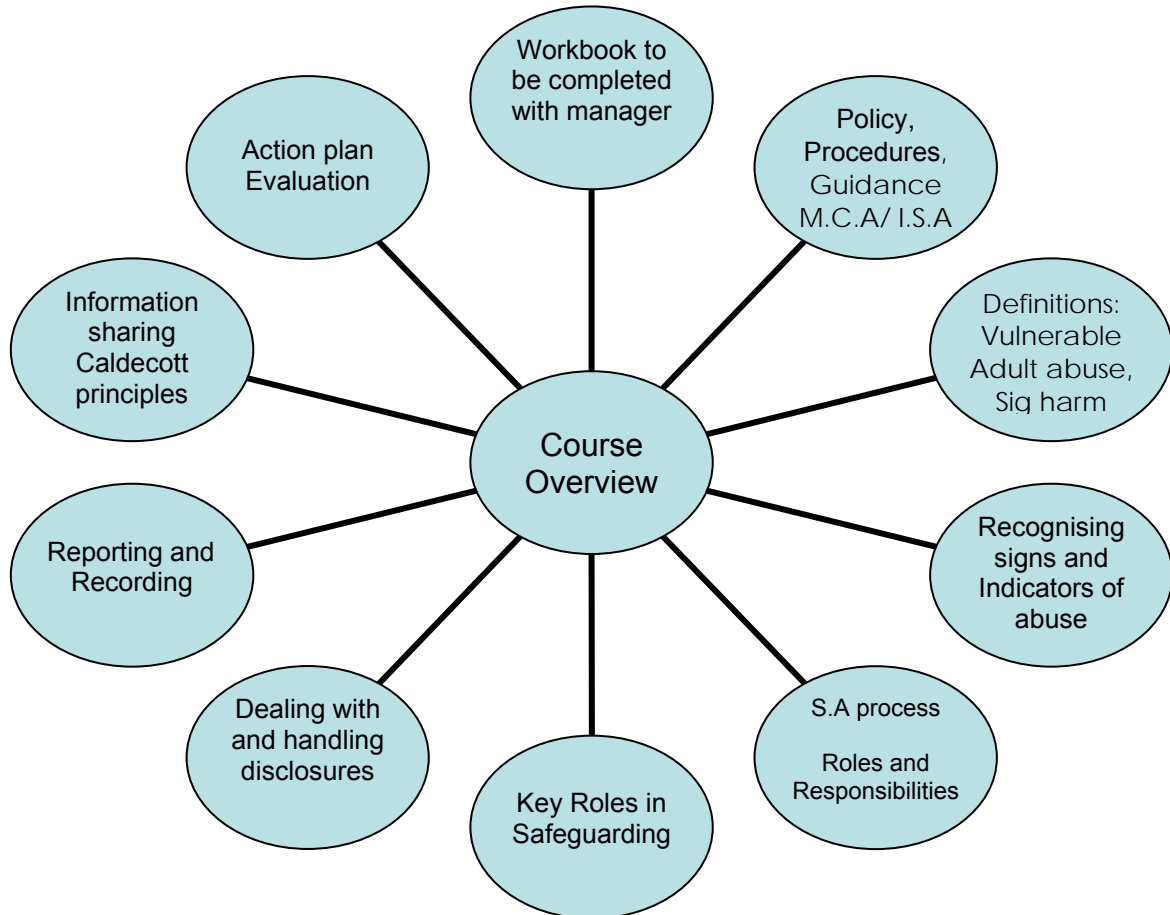 Workbook to
be completed
with manager
Policy,
Procedures,
Guidance
M.C.A/ I.S.A
Definitions:
Vulnerable
Adult abuse,
Sig harm
Recognising
signs and
Indicators of
abuse
S.A process
Roles and
Responsibilities
Key Roles in
Safeguarding
Dealing with
and handling
disclosures
Reporting and
Recording
Information
sharing
Caldecott
principles
Action plan
Evaluation
Course
Overview